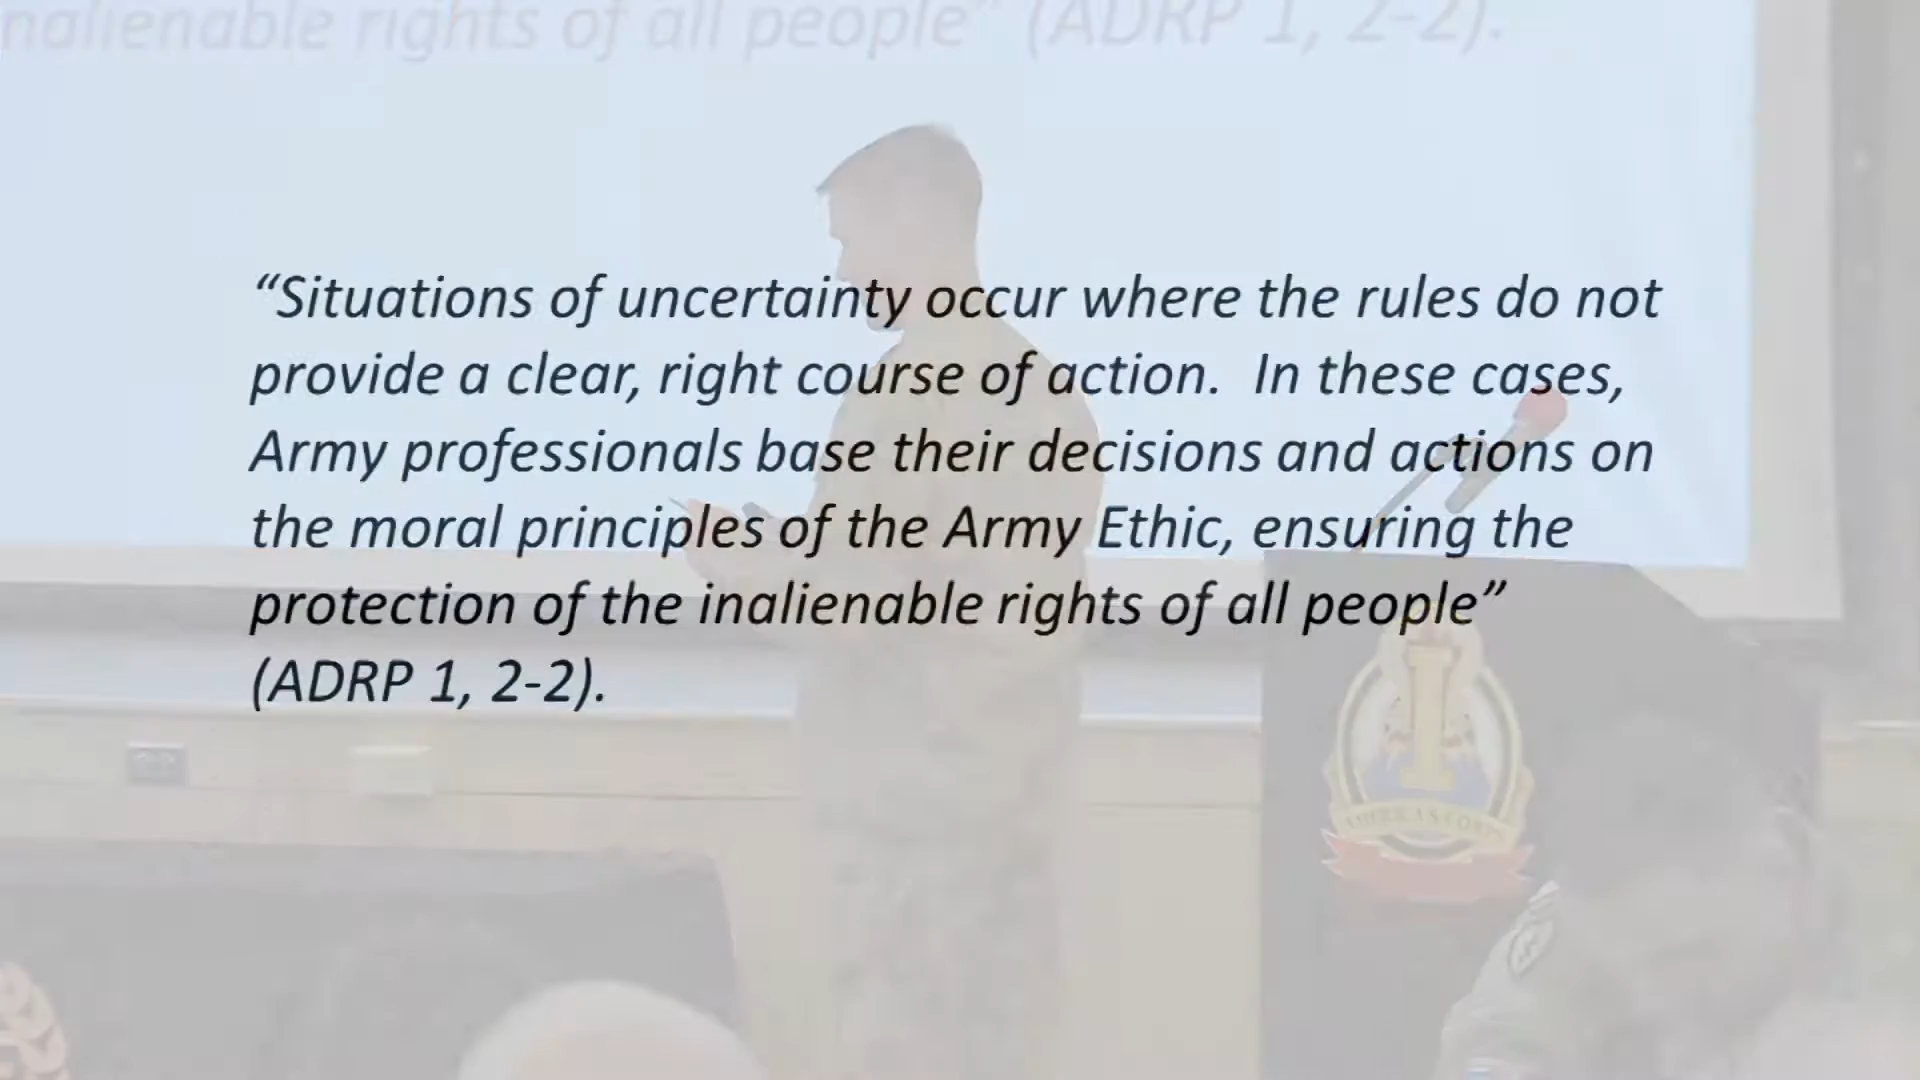 nalienable rights of all people” (ADRP 1, 2-2).
“Situations of uncertainty occur where the rules do not
provide a clear, right course of action.  In these cases,
Army professionals base their decisions and actions on
the moral principles of the Army Ethic, ensuring the
protection of the inalienable rights of all people”
(ADRP 1, 2-2).
AMERICA'S CORPS